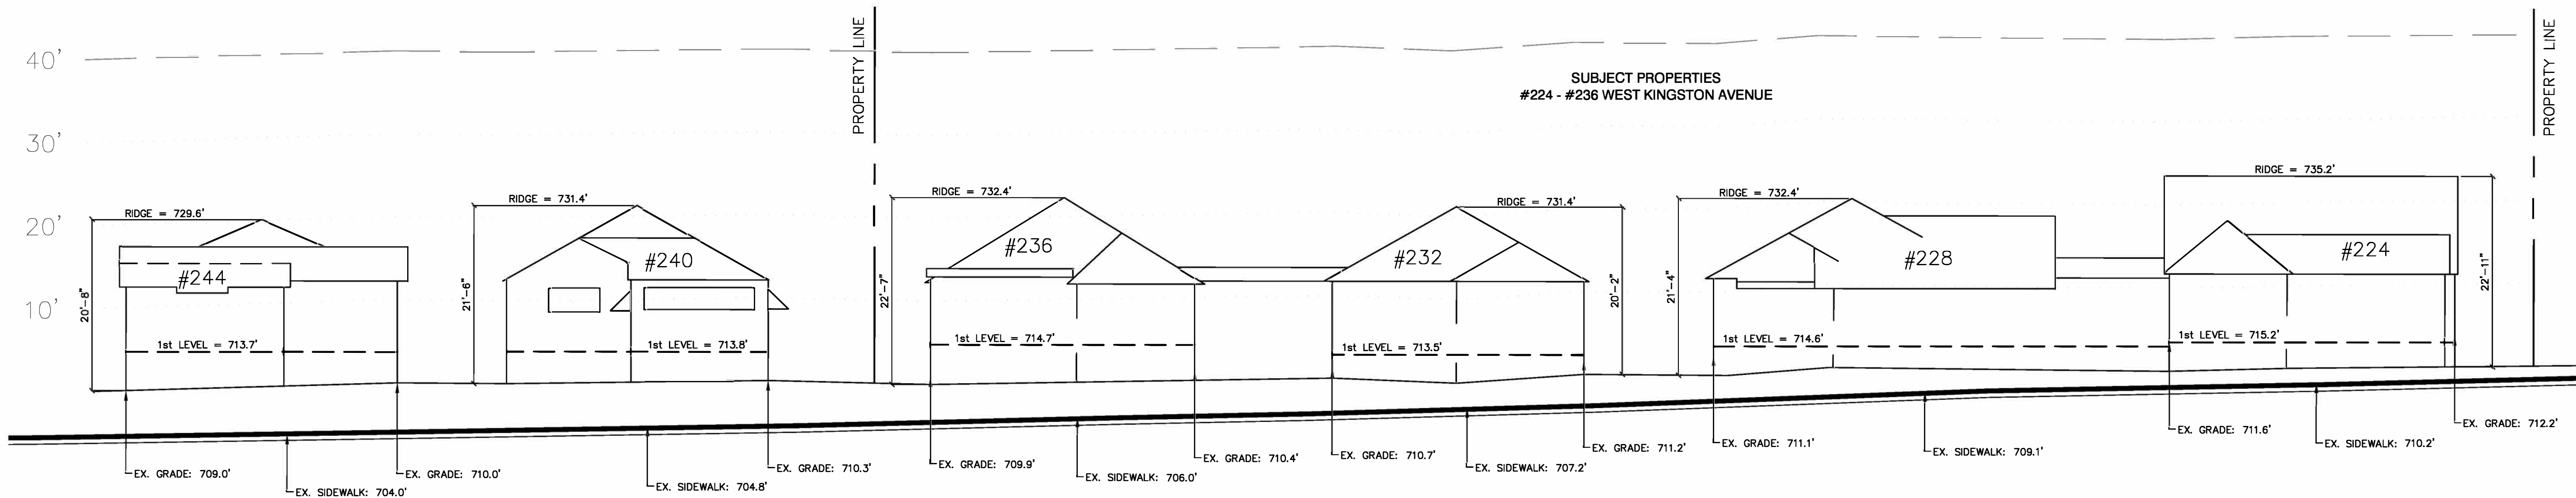 40'
30'
20'
10'
PROPERTY LINE
PROPERTY LINE
SUBJECT PROPERTIES
#224 - #236 WEST KINGSTON AVENUE
RIDGE = 729.6'
20'-8"
#244
1st LEVEL = 713.7'
RIDGE = 731.4'
21'-6"
#240
1st LEVEL = 713.8'
RIDGE = 732.4'
22'-7"
#236
1st LEVEL = 714.7'
RIDGE = 731.4'
20'-2"
#232
1st LEVEL = 713.5'
RIDGE = 732.4'
21'-4"
#228
1st LEVEL = 714.6'
RIDGE = 735.2'
22'-11"
#224
1st LEVEL = 715.2'
EX. GRADE: 709.0'
EX. SIDEWALK: 704.0'
EX. GRADE: 710.0'
EX. SIDEWALK: 704.8'
EX. GRADE: 710.3'
EX. GRADE: 709.9'
EX. SIDEWALK: 706.0'
EX. GRADE: 710.4'
EX. GRADE: 710.7'
EX. SIDEWALK: 707.2'
EX. GRADE: 711.2'
EX. GRADE: 711.1'
EX. SIDEWALK: 709.1'
EX. GRADE: 711.6'
EX. SIDEWALK: 710.2'
EX. GRADE: 712.2'